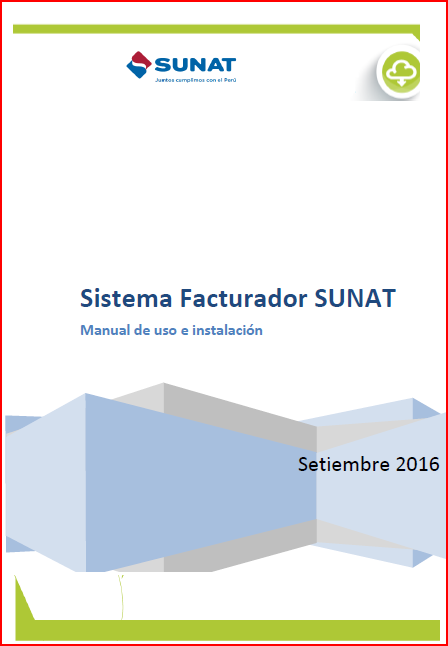 SUNAT
Juntos cumplimos con el Perú
Sistema Facturador SUNAT
Manual de uso e instalación
Setiembre 2016